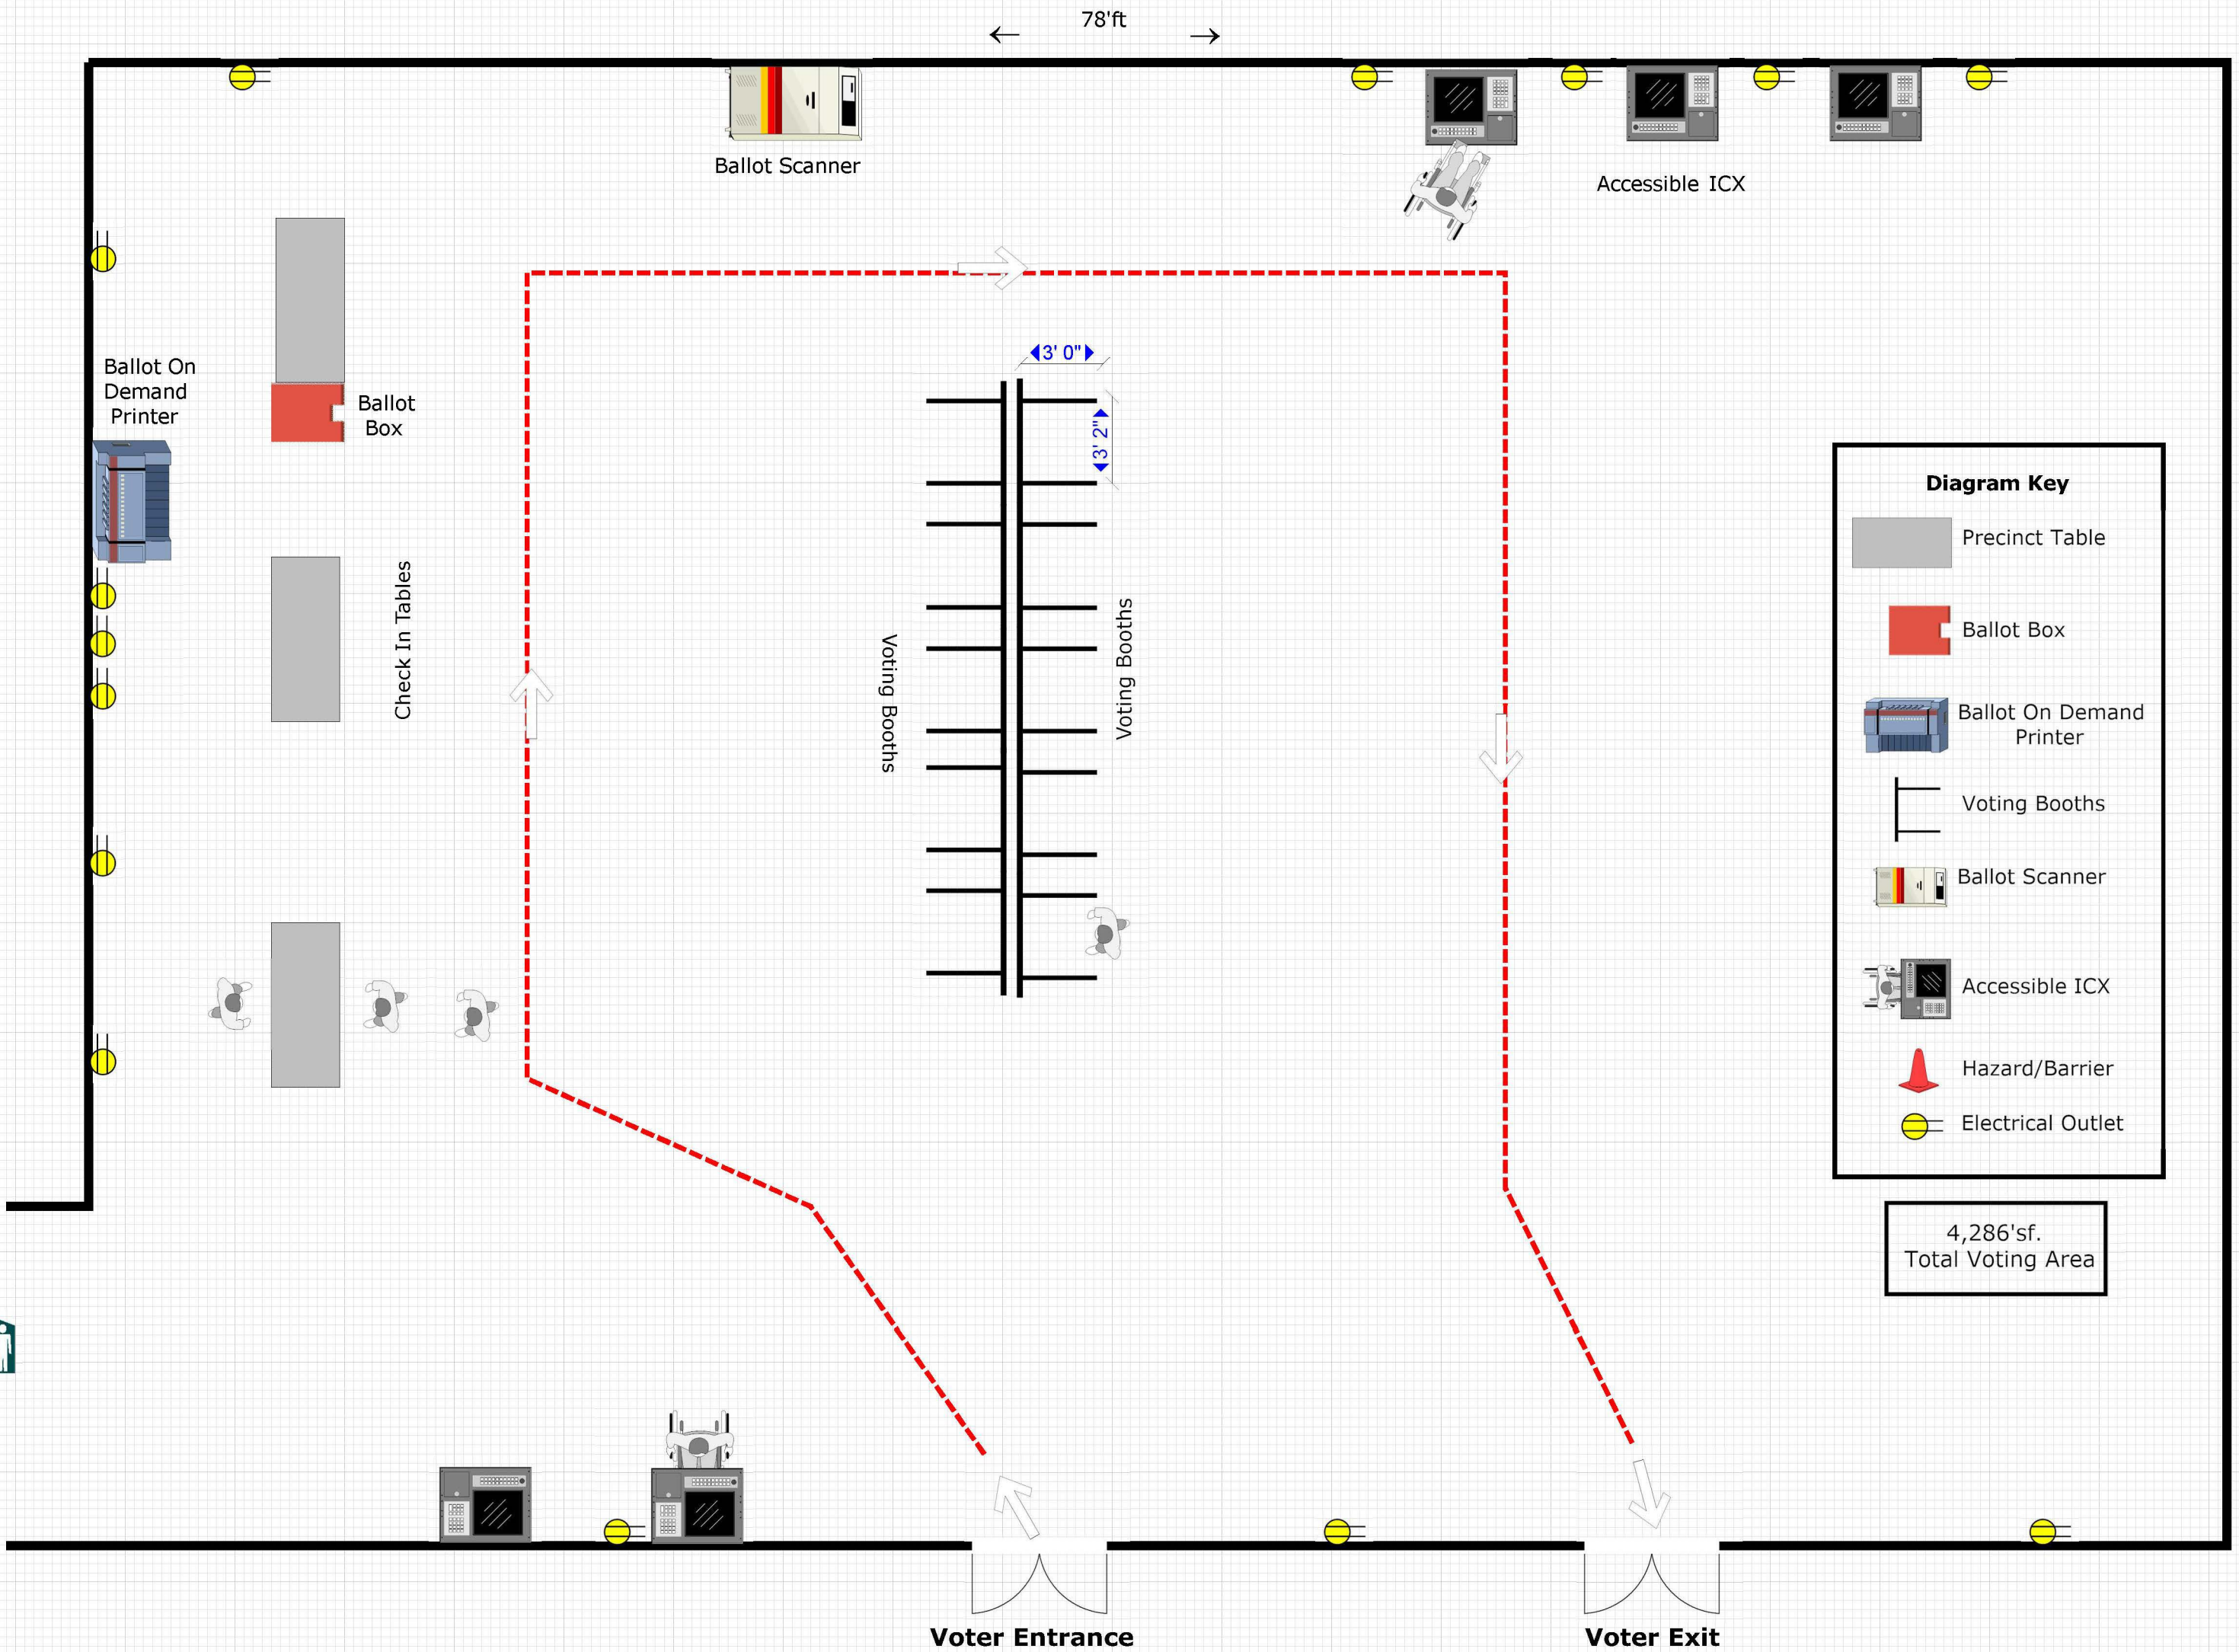 78'ft
Ballot Scanner
Accessible ICX
Ballot On
Demand
Printer
Ballot
Box
3' 0"
3' 2"
Check In Tables
Voting Booths
Voting Booths
Diagram Key
Precinct Table
Ballot Box
Ballot On Demand
Printer
Voting Booths
Ballot Scanner
Accessible ICX
Hazard/Barrier
Electrical Outlet
4,286'sf.
Total Voting Area
Voter Entrance
Voter Exit